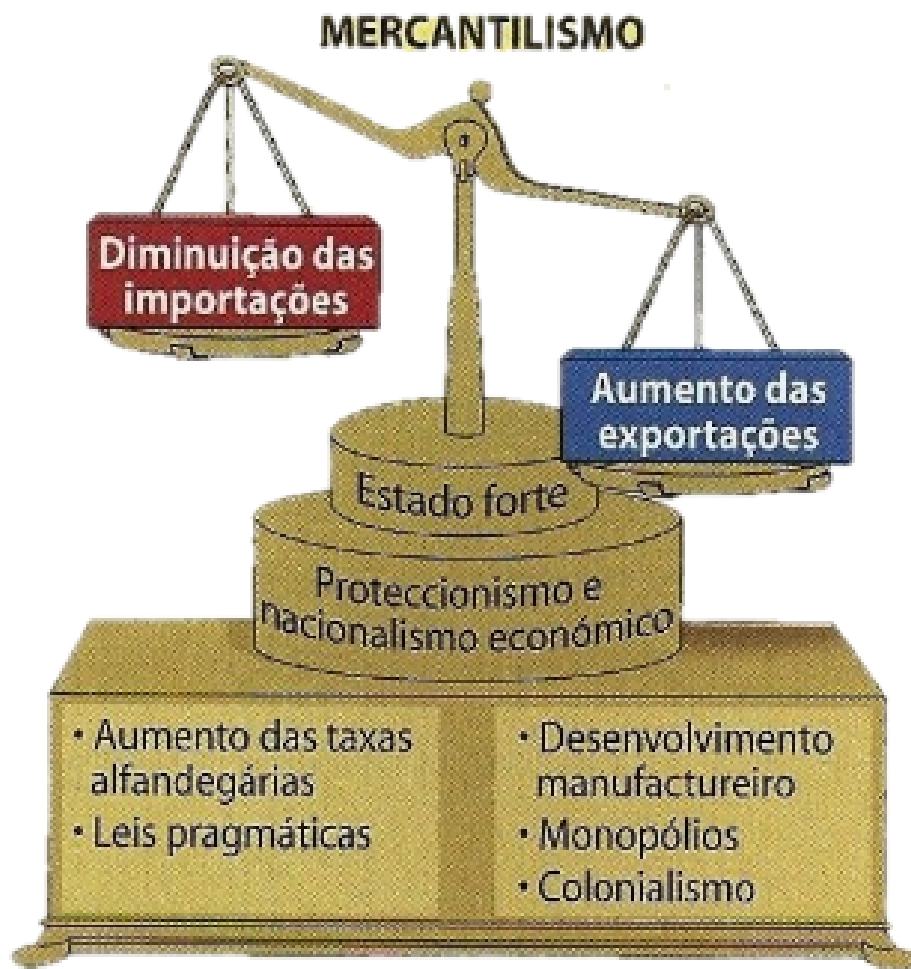 MERCANTILISMO
Diminuição das
importações
Aumento das
exportações
Estado forte
Proteccionismo e
nacionalismo económico
• Aumento das taxas
alfandegárias
• Leis pragmáticas
• Desenvolvimento
manufactureiro
• Monopólios
• Colonialismo